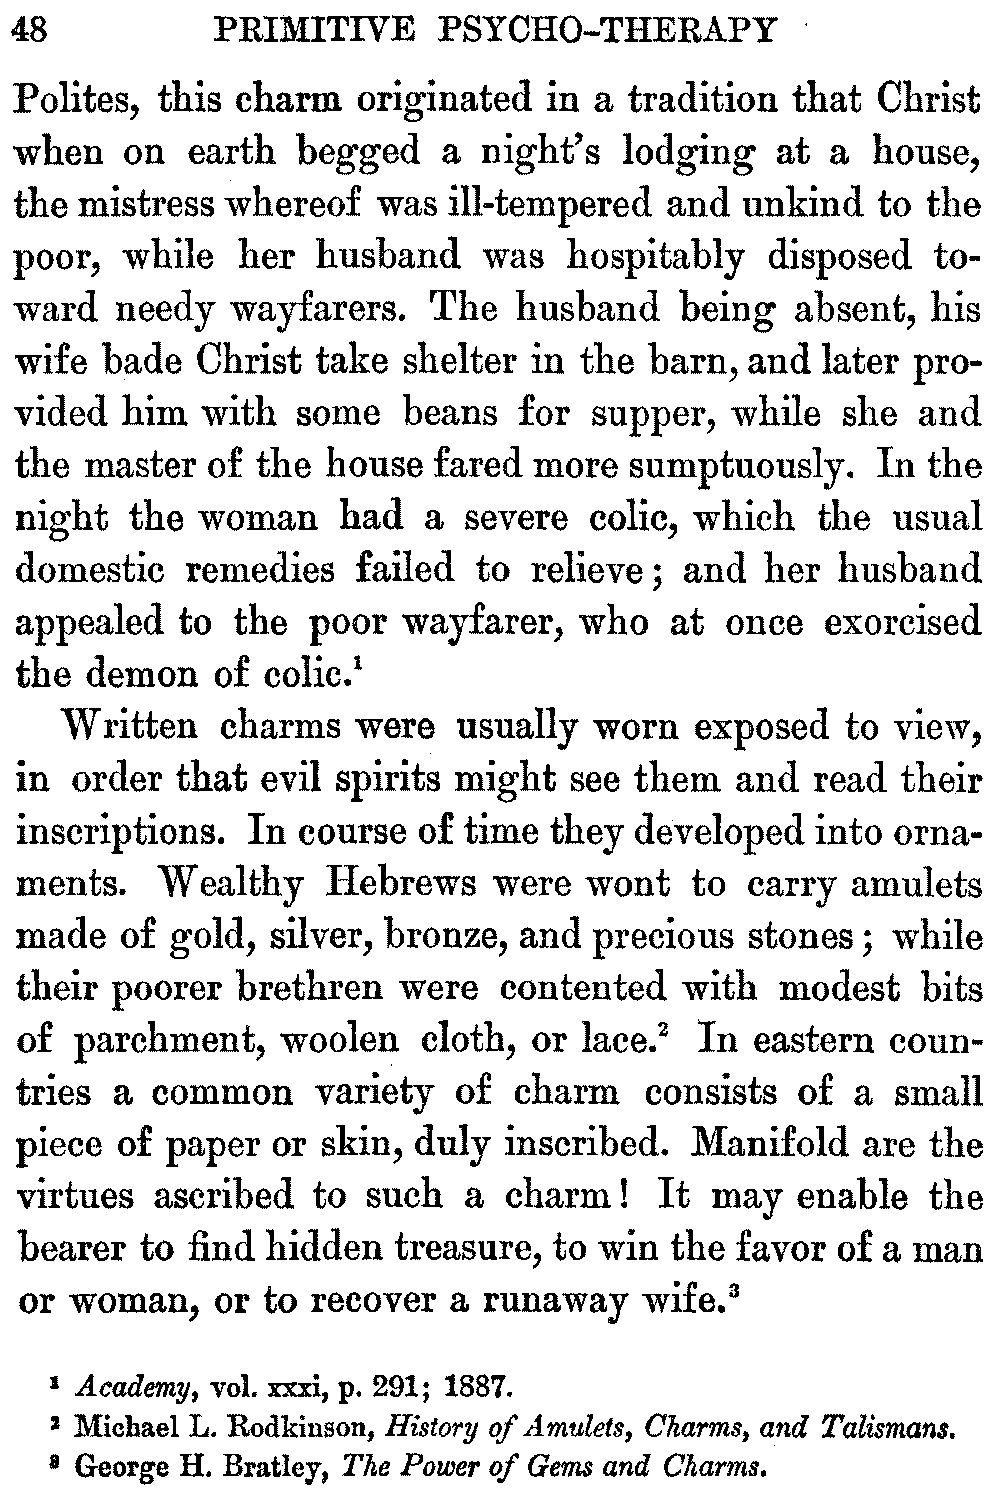 48 PRIMITIVE PSYCHO-THERAPY
Polites, this charm originated in a tradition that Christ
when on earth begged a night's lodging at a house,
the mistress whereof was ill-tempered and unkind to the
poor, while her husband was hospitably disposed to-
ward needy wayfarers. The husband being absent, his
wife bade Christ take shelter in the barn, and later pro-
vided him with some beans for supper, while she and
the master of the house fared more sumptuously. In the
night the woman had a severe colic, which the usual
domestic remedies failed to relieve; and her husband
appealed to the poor wayfarer, who at once exorcised
the demon of colic.¹
Written charms were usually worn exposed to view,
in order that evil spirits might see them and read their
inscriptions. In course of time they developed into orna-
ments. Wealthy Hebrews were wont to carry amulets
made of gold, silver, bronze, and precious stones; while
their poorer brethren were contented with modest bits
of parchment, woolen cloth, or lace.² In eastern coun-
tries a common variety of charm consists of a small
piece of paper or skin, duly inscribed. Manifold are the
virtues ascribed to such a charm! It may enable the
bearer to find hidden treasure, to win the favor of a man
or woman, or to recover a runaway wife.³
¹ Academy, vol. xxxi, p. 291; 1887.
² Michael L. Rodkinson, History of Amulets, Charms, and Talismans.
³ George H. Bratley, The Power of Gems and Charms.